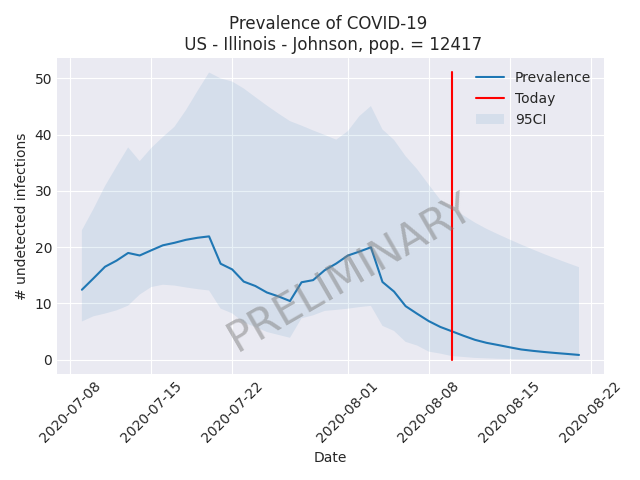 Prevalence of COVID-19
US - Illinois - Johnson, pop. = 12417
# undetected infections
50
40
30
20
10
0
Prevalence
Today
95CI
PRELIMINARY
2020-07-08
2020-07-15
2020-07-22
2020-08-01
2020-08-08
2020-08-15
2020-08-22
Date